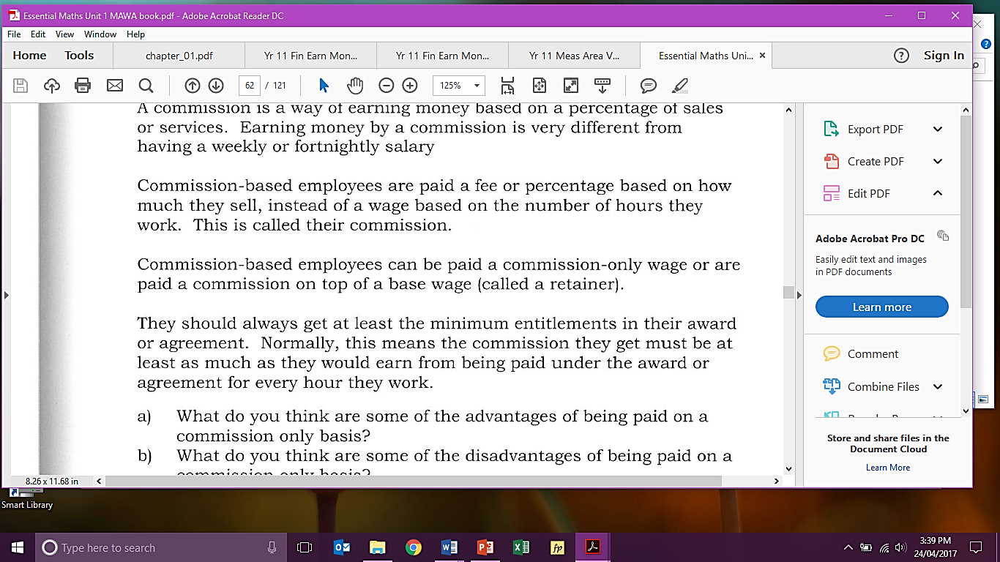 Essential Maths Unit 1 MAWA book.pdf - Adobe Acrobat Reader DC
File Edit View Window Help
Home Tools chapter_01.pdf Yr 11 Fin Earn Mon... Yr 11 Fin Earn Mon... Yr 11 Meas Area V... Essential Maths Uni... × ? Sign In
62 / 121 125%
A commission is a way of earning money based on a percentage of sales
or services. Earning money by a commission is very different from
having a weekly or fortnightly salary
Commission-based employees are paid a fee or percentage based on how
much they sell, instead of a wage based on the number of hours they
work. This is called their commission.
Commission-based employees can be paid a commission-only wage or are
paid a commission on top of a base wage (called a retainer).
They should always get at least the minimum entitlements in their award
or agreement. Normally, this means the commission they get must be at
least as much as they would earn from being paid under the award or
agreement for every hour they work.
a) What do you think are some of the advantages of being paid on a
commission only basis?
b) What do you think are some of the disadvantages of being paid on a
commission only basis?
8.26 x 11.68 in
Export PDF
Create PDF
Edit PDF
Adobe Acrobat Pro DC
Easily edit text and images
in PDF documents
Learn more
Comment
Combine Files
Store and share files in the
Document Cloud
Learn More
Smart Library
Type here to search
fp
3:39 PM
24/04/2017